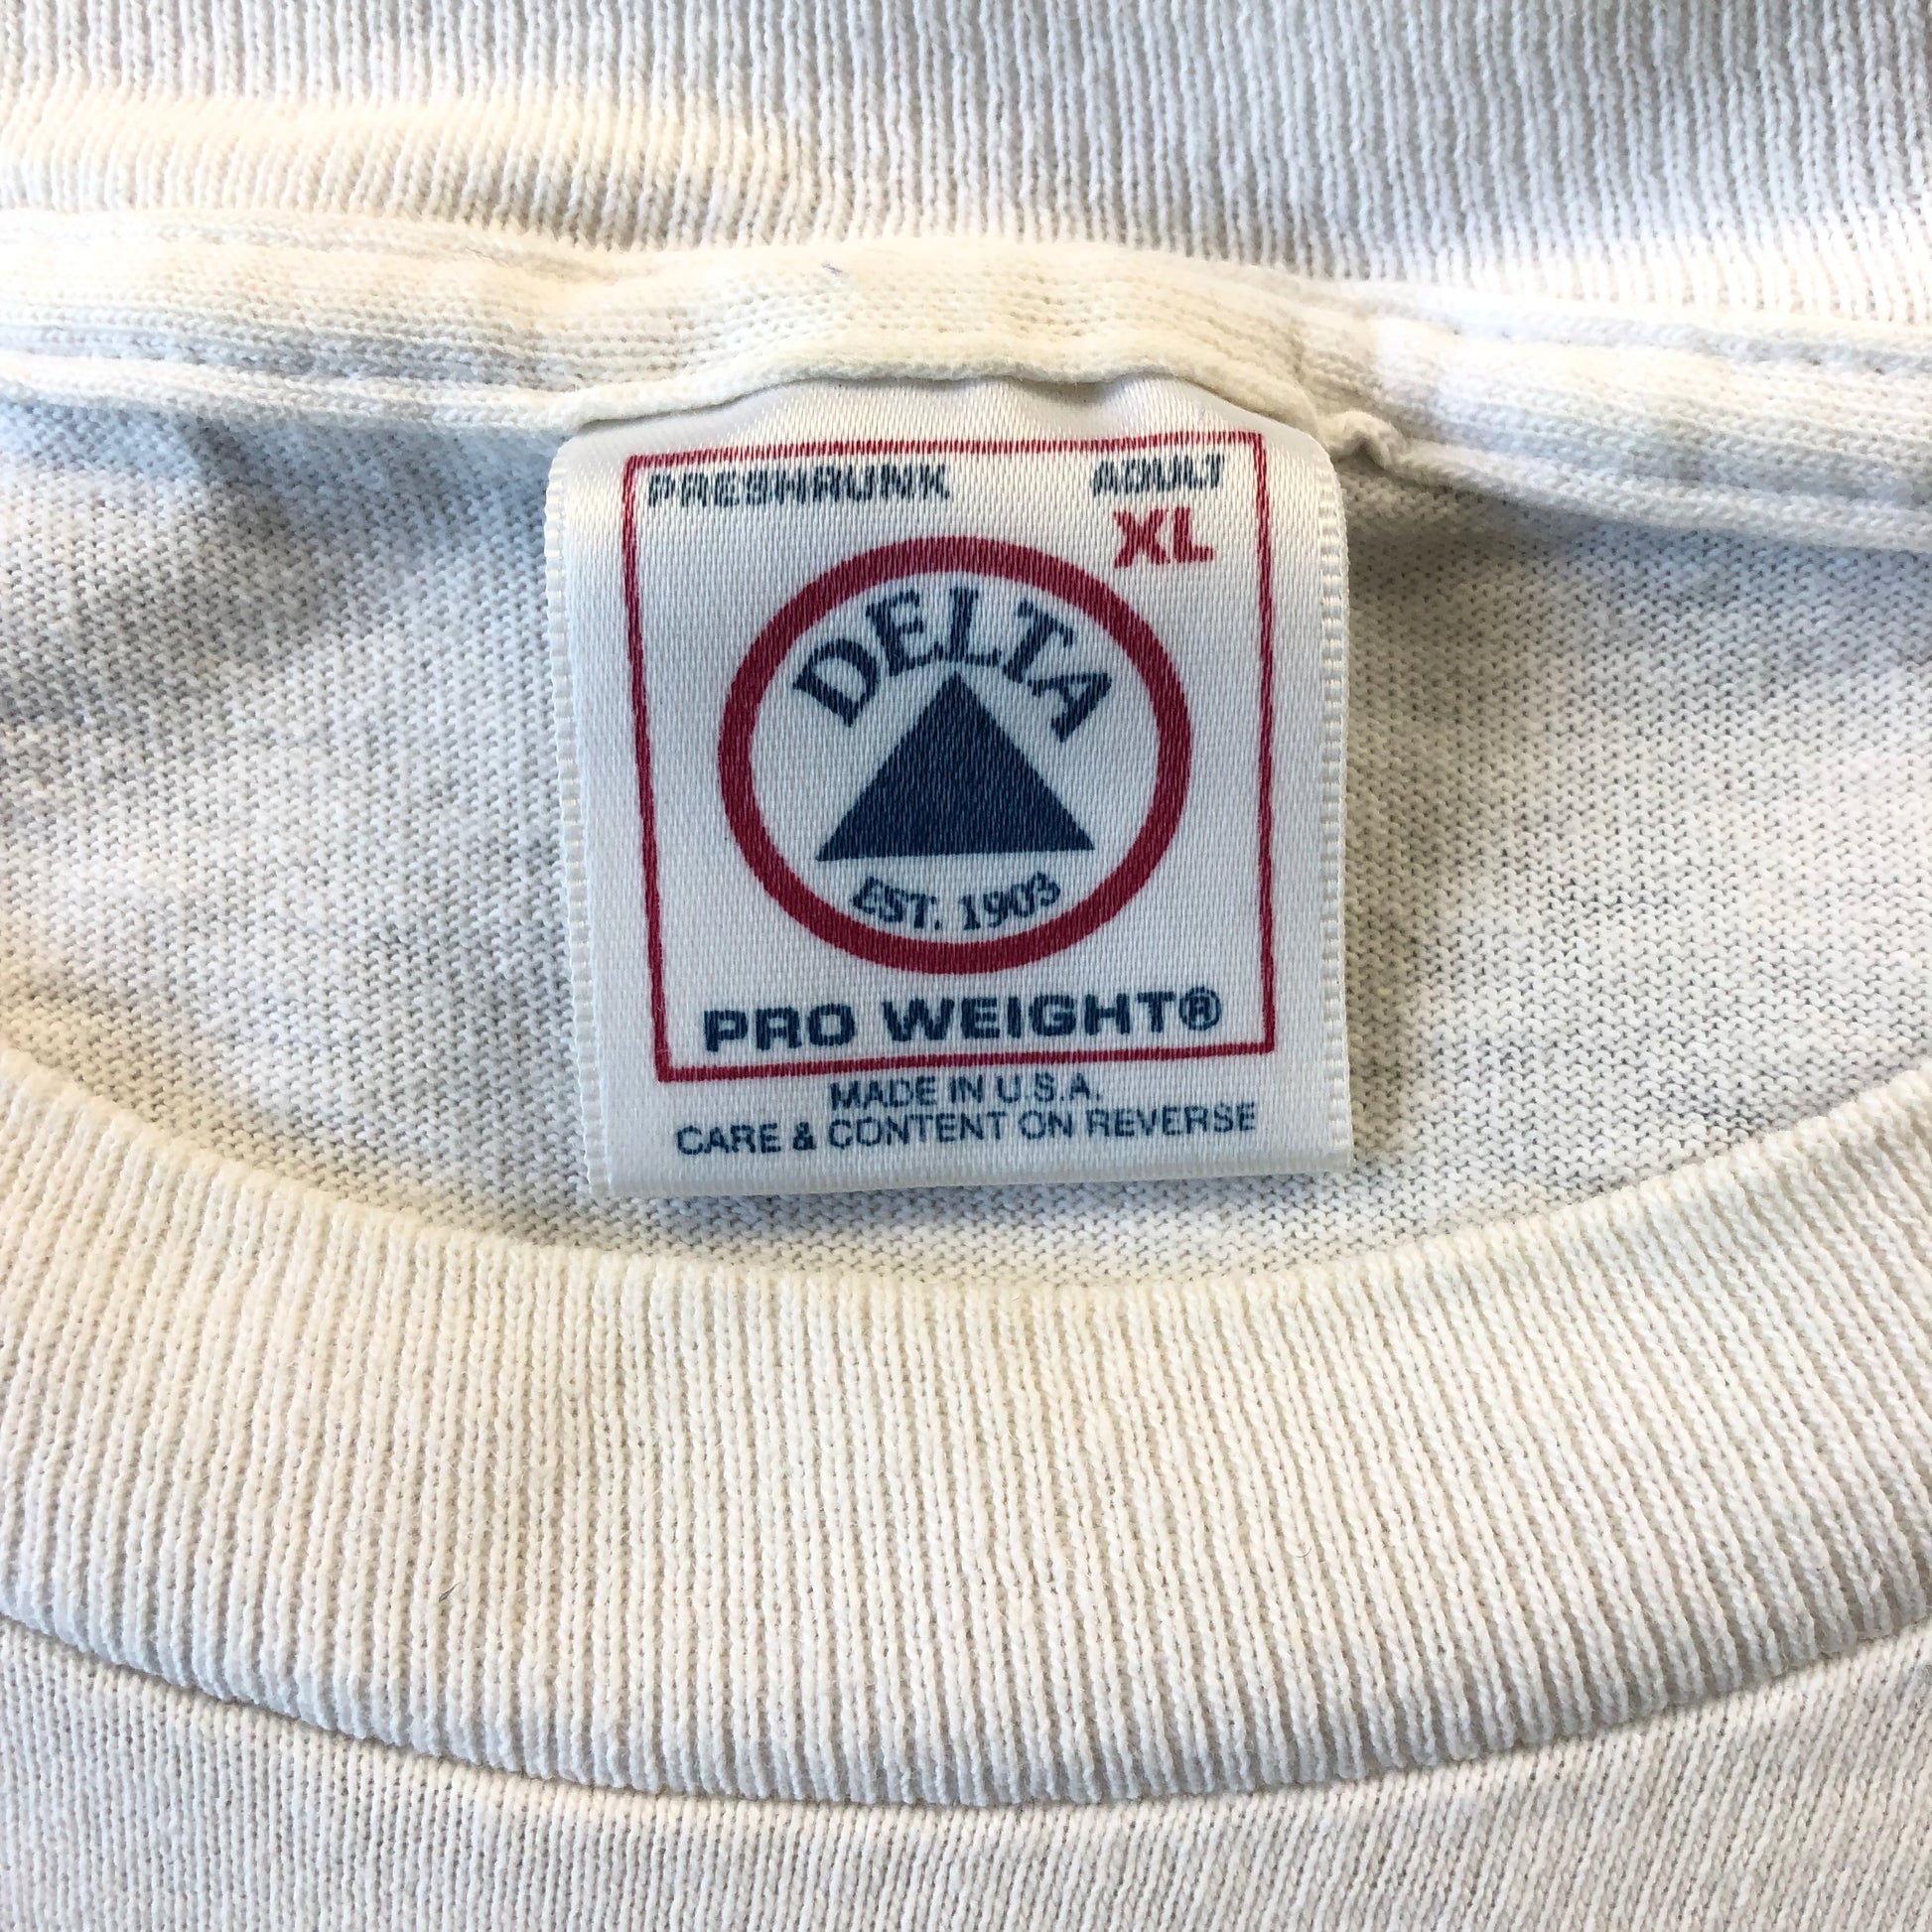 PRESHRUNK ADULT
XL
DELTA
EST. 1903
PRO WEIGHT®
MADE IN U.S.A.
CARE & CONTENT ON REVERSE